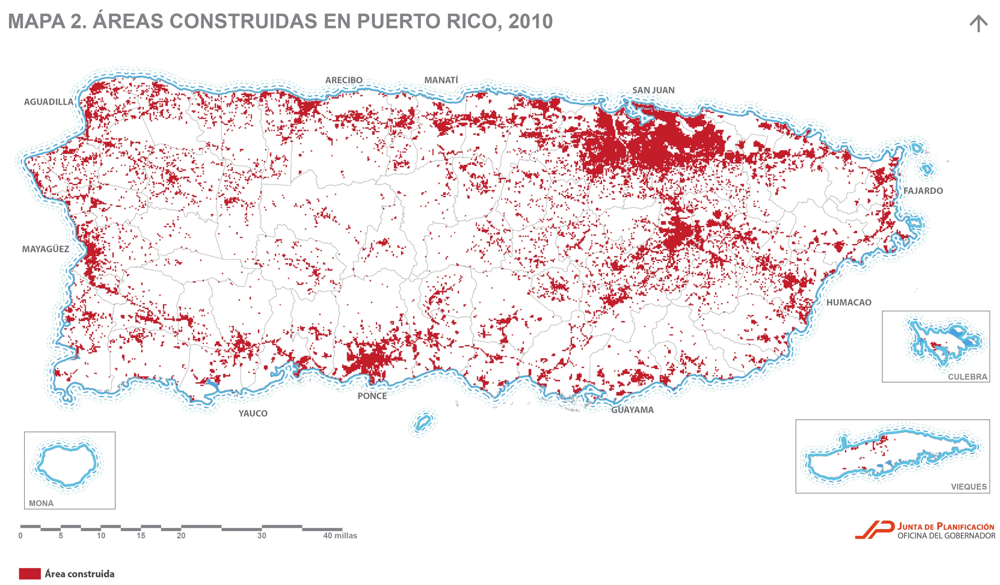 MAPA 2. ÁREAS CONSTRUIDAS EN PUERTO RICO, 2010
ARECIBO
MANATÍ
SAN JUAN
AGUADILLA
FAJARDO
MAYAGÜEZ
HUMACAO
CULEBRA
PONCE
GUAYAMA
YAUCO
VIEQUES
MONA
0 5 10 15 20 30 40 millas
JUNTA DE PLANIFICACIÓN
OFICINA DEL GOBERNADOR
Área construida